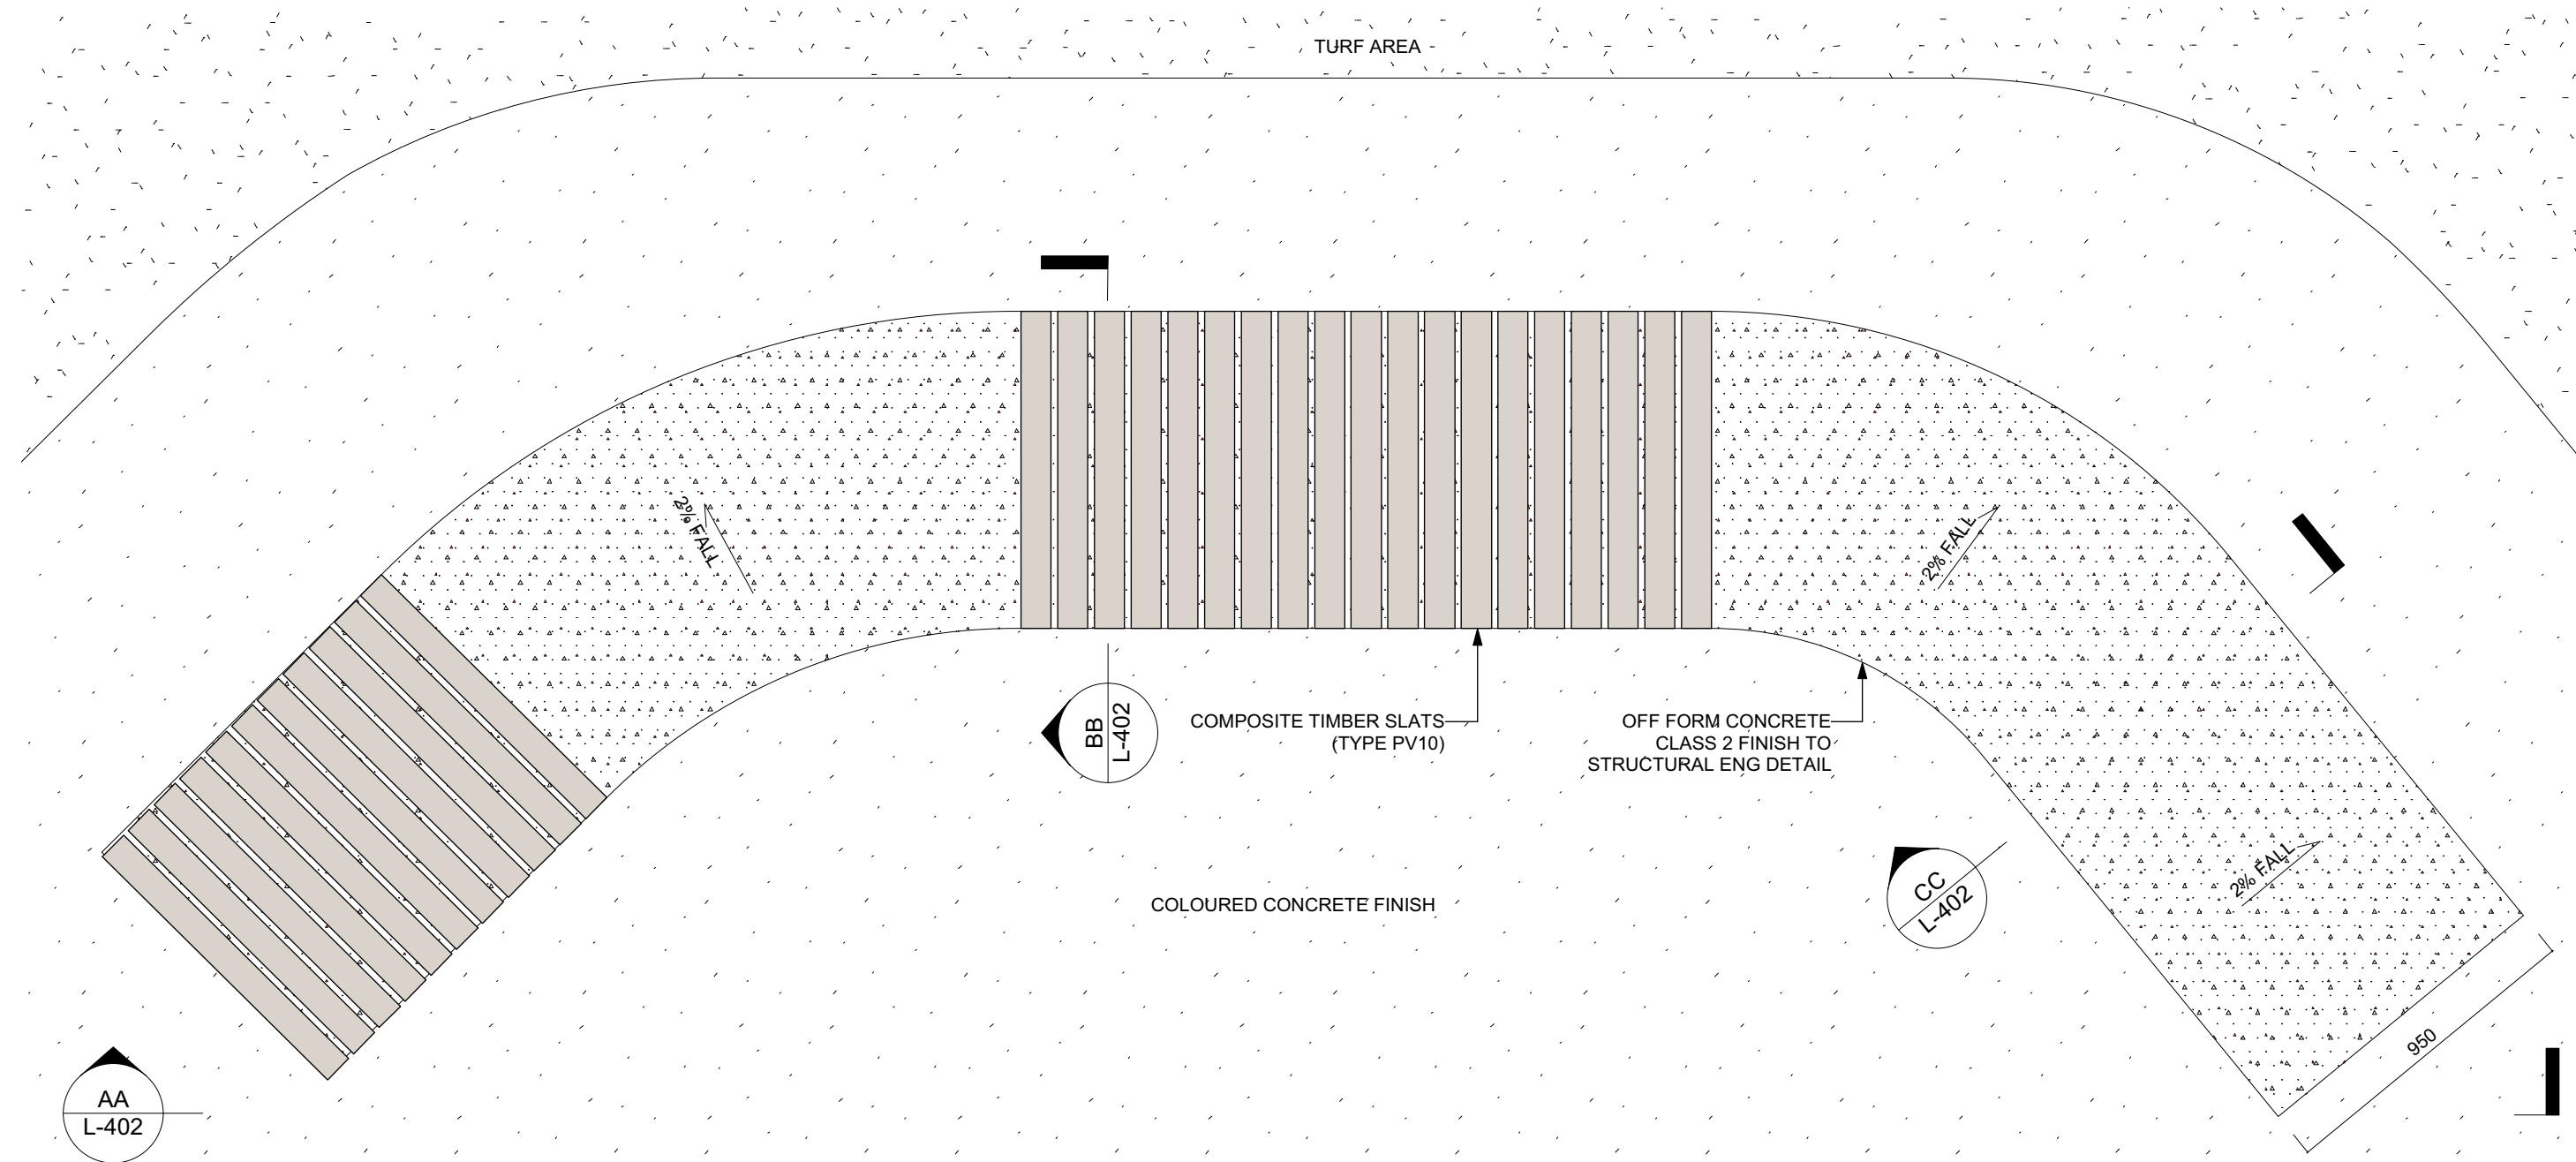 TURF AREA
2% FALL
2% FALL
BB
L-402
COMPOSITE TIMBER SLATS
(TYPE PV10)
OFF FORM CONCRETE
CLASS 2 FINISH TO
STRUCTURAL ENG DETAIL
COLOURED CONCRETE FINISH
CC
L-402
2% FALL
950
AA
L-402